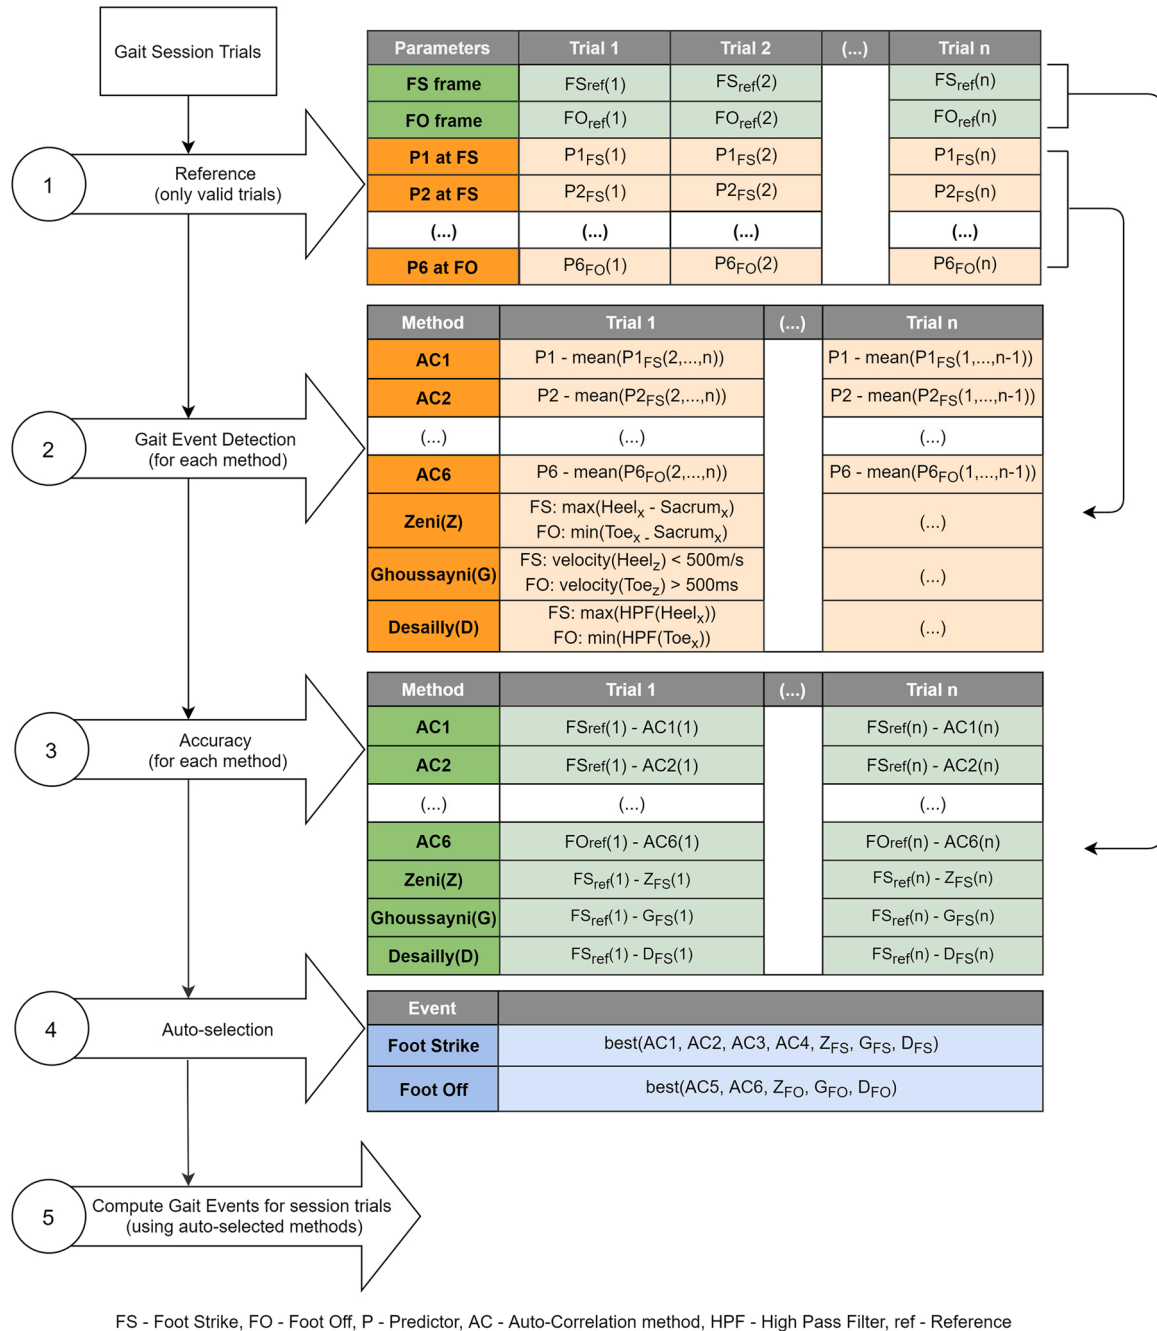 Gait Session Trials
Parameters Trial 1 Trial 2 (...) Trial n
FS frame FSref(1) FSref(2) FSref(n)
FO frame FOref(1) FOref(2) FOref(n)
P1 at FS P1FS(1) P1FS(2) P1FS(n)
P2 at FS P2FS(1) P2FS(2) P2FS(n)
(...) (...) (...) (...)
P6 at FO P6FO(1) P6FO(2) P6FO(n)
1
Reference
(only valid trials)
Method Trial 1 (...) Trial n
AC1 P1 - mean(P1FS(2,...,n)) P1 - mean(P1FS(1,...,n-1))
AC2 P2 - mean(P2FS(2,...,n)) P2 - mean(P2FS(1,...,n-1))
(...) (...) (...)
AC6 P6 - mean(P6FO(2,...,n)) P6 - mean(P6FO(1,...,n-1))
Zeni(Z) FS: max(Heelx - Sacrumx) (...)
FO: min(Toex - Sacrumx)
Ghoussayni(G) FS: velocity(Heelz) < 500m/s (...)
FO: velocity(Toez) > 500ms
Desailly(D) FS: max(HPF(Heelx)) (...)
FO: min(HPF(Toex))
2
Gait Event Detection
(for each method)
Method Trial 1 (...) Trial n
AC1 FSref(1) - AC1(1) FSref(n) - AC1(n)
AC2 FSref(1) - AC2(1) FSref(n) - AC2(n)
(...) (...) (...)
AC6 FOref(1) - AC6(1) FOref(n) - AC6(n)
Zeni(Z) FSref(1) - ZFS(1) FSref(n) - ZFS(n)
Ghoussayni(G) FSref(1) - GFS(1) FSref(n) - GFS(n)
Desailly(D) FSref(1) - DFS(1) FSref(n) - DFS(n)
3
Accuracy
(for each method)
4
Auto-selection
Event
Foot Strike best(AC1, AC2, AC3, AC4, ZFS, GFS, DFS)
Foot Off best(AC5, AC6, ZFO, GFO, DFO)
5
Compute Gait Events for session trials
(using auto-selected methods)
FS - Foot Strike, FO - Foot Off, P - Predictor, AC - Auto-Correlation method, HPF - High Pass Filter, ref - Reference